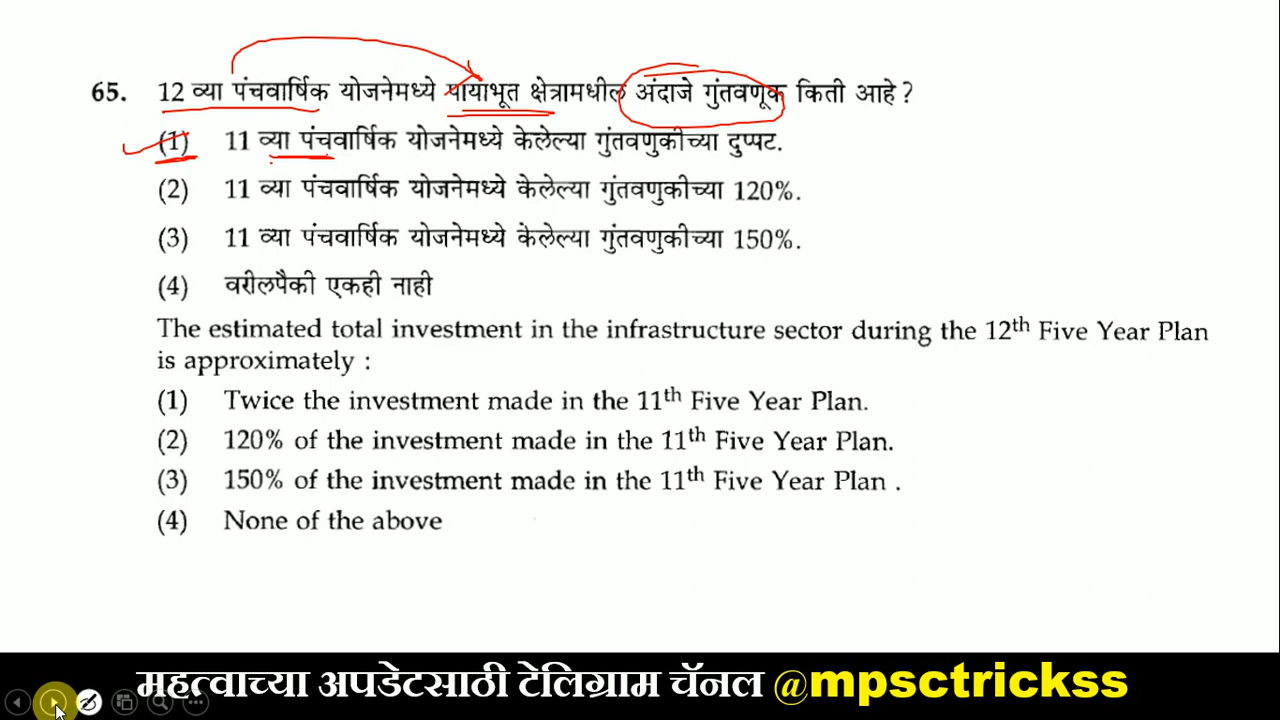 65. 12 व्या पंचवार्षिक योजनेमध्ये पायाभूत क्षेत्रामधील अंदाजे गुंतवणूक किती आहे ?
(1) 11 व्या पंचवार्षिक योजनेमध्ये केलेल्या गुंतवणुकीच्या दुप्पट.
(2) 11 व्या पंचवार्षिक योजनेमध्ये केलेल्या गुंतवणुकीच्या 120%.
(3) 11 व्या पंचवार्षिक योजनेमध्ये केलेल्या गुंतवणुकीच्या 150%.
(4) वरीलपैकी एकही नाही
The estimated total investment in the infrastructure sector during the 12th Five Year Plan
is approximately :
(1) Twice the investment made in the 11th Five Year Plan.
(2) 120% of the investment made in the 11th Five Year Plan.
(3) 150% of the investment made in the 11th Five Year Plan .
(4) None of the above
महत्वाच्या अपडेटसाठी टेलिग्राम चॅनल @mpsctrickss